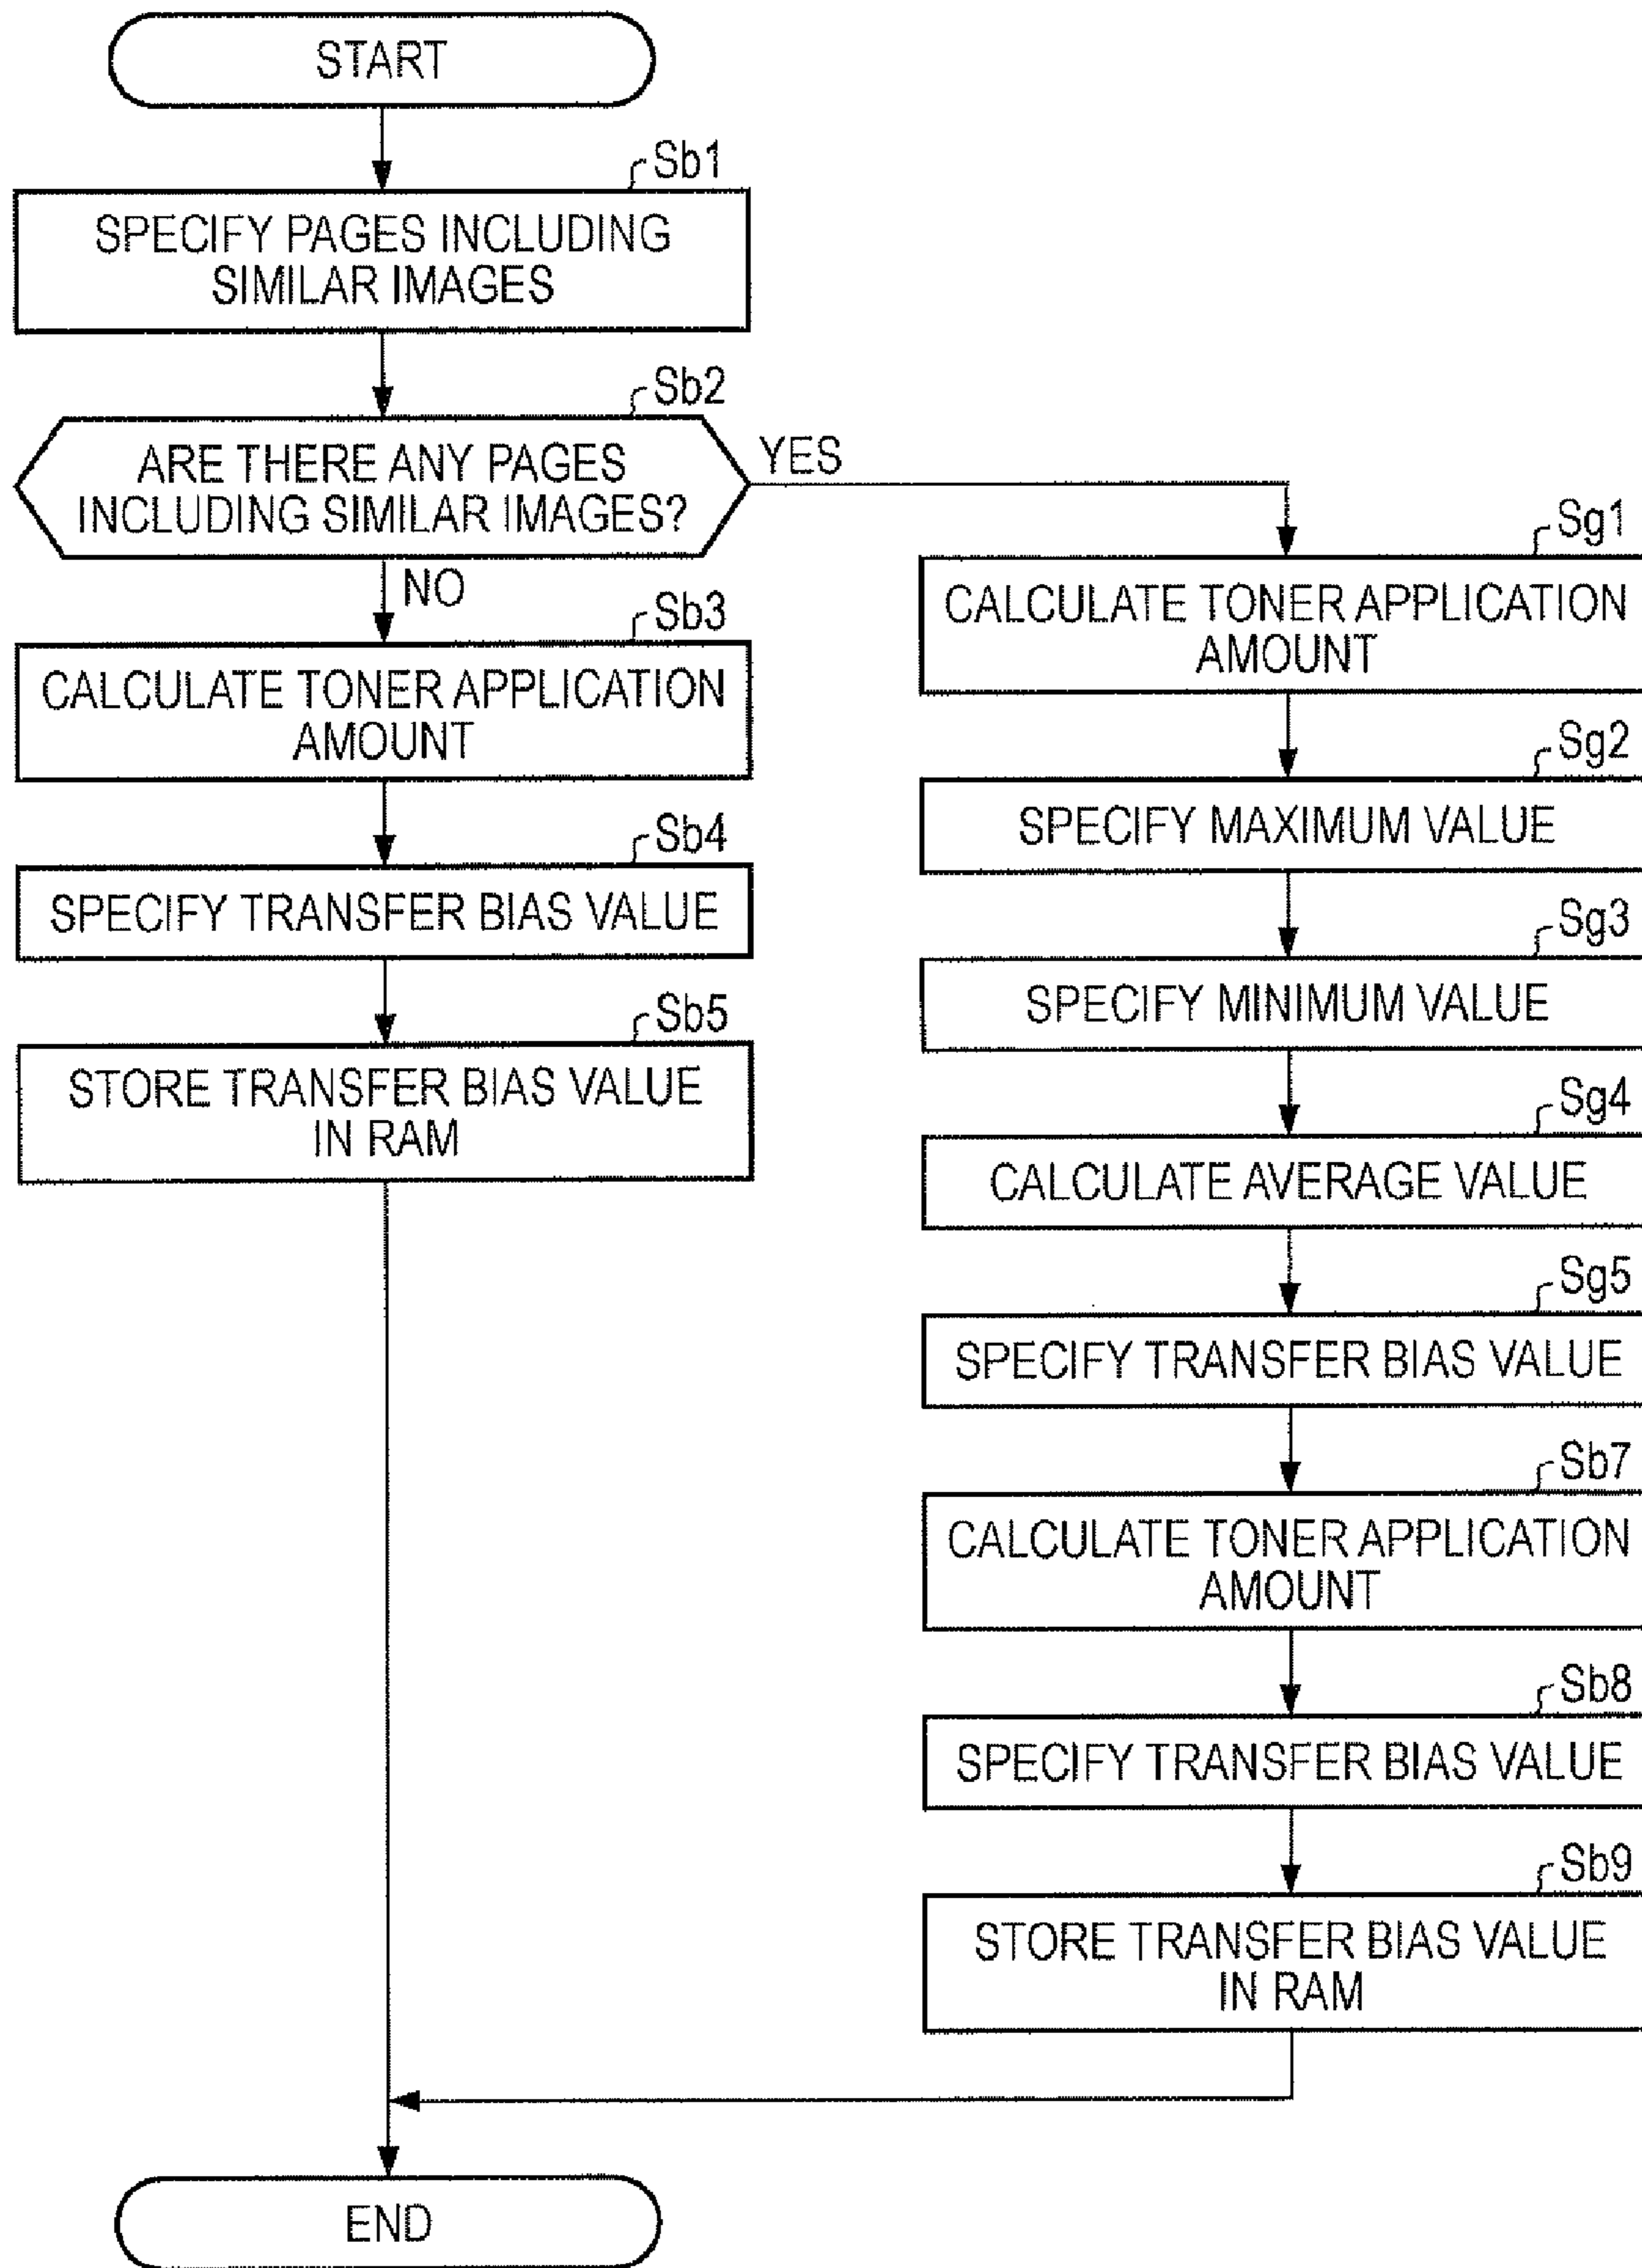 START
Sb1
SPECIFY PAGES INCLUDING
SIMILAR IMAGES
Sb2
ARE THERE ANY PAGES
INCLUDING SIMILAR IMAGES?
YES
NO
Sb3
CALCULATE TONER APPLICATION
AMOUNT
Sb4
SPECIFY TRANSFER BIAS VALUE
Sb5
STORE TRANSFER BIAS VALUE
IN RAM
Sg1
CALCULATE TONER APPLICATION
AMOUNT
Sg2
SPECIFY MAXIMUM VALUE
Sg3
SPECIFY MINIMUM VALUE
Sg4
CALCULATE AVERAGE VALUE
Sg5
SPECIFY TRANSFER BIAS VALUE
Sb7
CALCULATE TONER APPLICATION
AMOUNT
Sb8
SPECIFY TRANSFER BIAS VALUE
Sb9
STORE TRANSFER BIAS VALUE
IN RAM
END